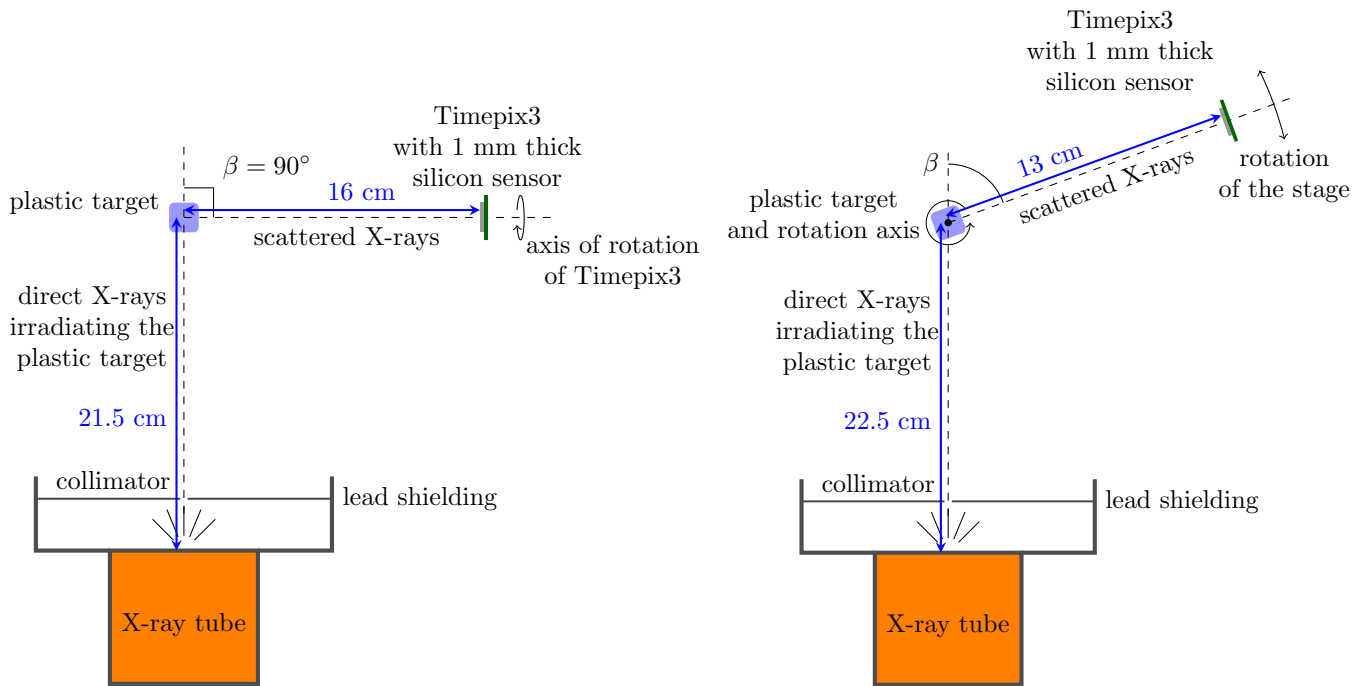 Timepix3
with 1 mm thick
silicon sensor
β = 90°
16 cm
plastic target
scattered X-rays
axis of rotation
of Timepix3
direct X-rays
irradiating the
plastic target
21.5 cm
collimator
lead shielding
X-ray tube
Timepix3
with 1 mm thick
silicon sensor
β
13 cm
scattered X-rays
rotation
of the stage
plastic target
and rotation axis
direct X-rays
irradiating the
plastic target
22.5 cm
collimator
lead shielding
X-ray tube